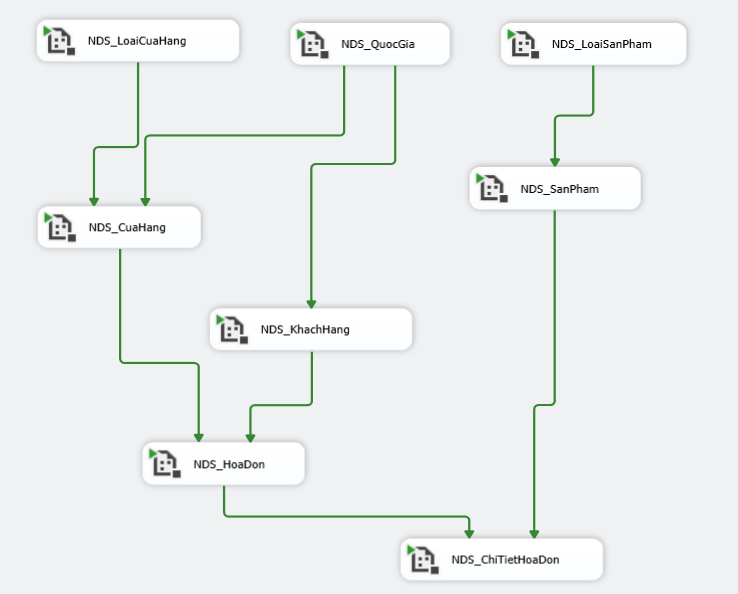 NDS_LoaiCuaHang
NDS_QuocGia
NDS_LoaiSanPham
NDS_SanPham
NDS_CuaHang
NDS_KhachHang
NDS_HoaDon
NDS_ChiTietHoaDon